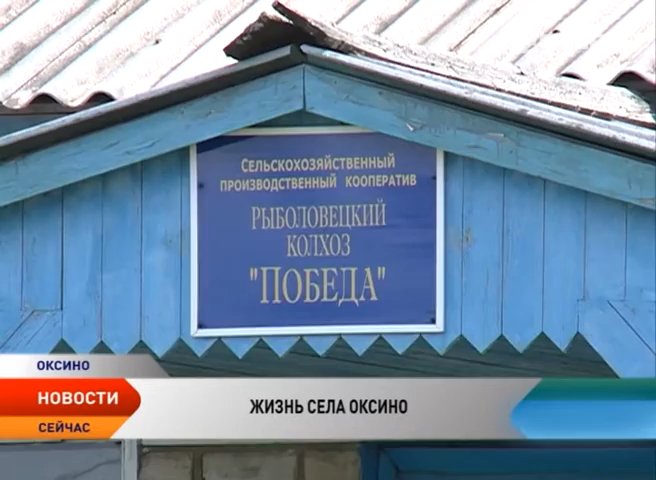 Сельскохозяйственный
производственный кооператив
Рыболовецкий
колхоз
"Победа"
ОКСИНО
НОВОСТИ
СЕЙЧАС
ЖИЗНЬ СЕЛА ОКСИНО